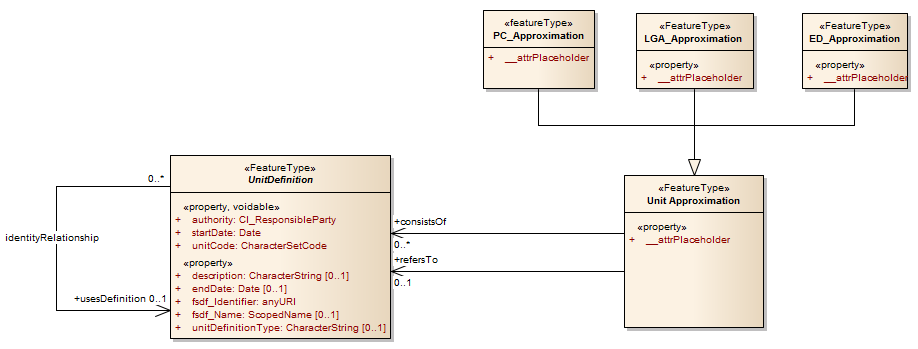 «featureType»
PC_Approximation
+ __attrPlaceholder
«FeatureType»
LGA_Approximation
«property»
+ __attrPlaceholder
«FeatureType»
ED_Approximation
«property»
+ __attrPlaceholder
«FeatureType»
UnitDefinition
«property, voidable»
+ authority: CI_ResponsibleParty
+ startDate: Date
+ unitCode: CharacterSetCode
«property»
+ description: CharacterString [0..1]
+ endDate: Date [0..1]
+ fsdf_Identifier: anyURI
+ fsdf_Name: ScopedName [0..1]
+ unitDefinitionType: CharacterString [0..1]
0..*
identityRelationship
+usesDefinition 0..1
+consistsOf
0..*
+refersTo
0..1
«FeatureType»
Unit Approximation
«property»
+ __attrPlaceholder